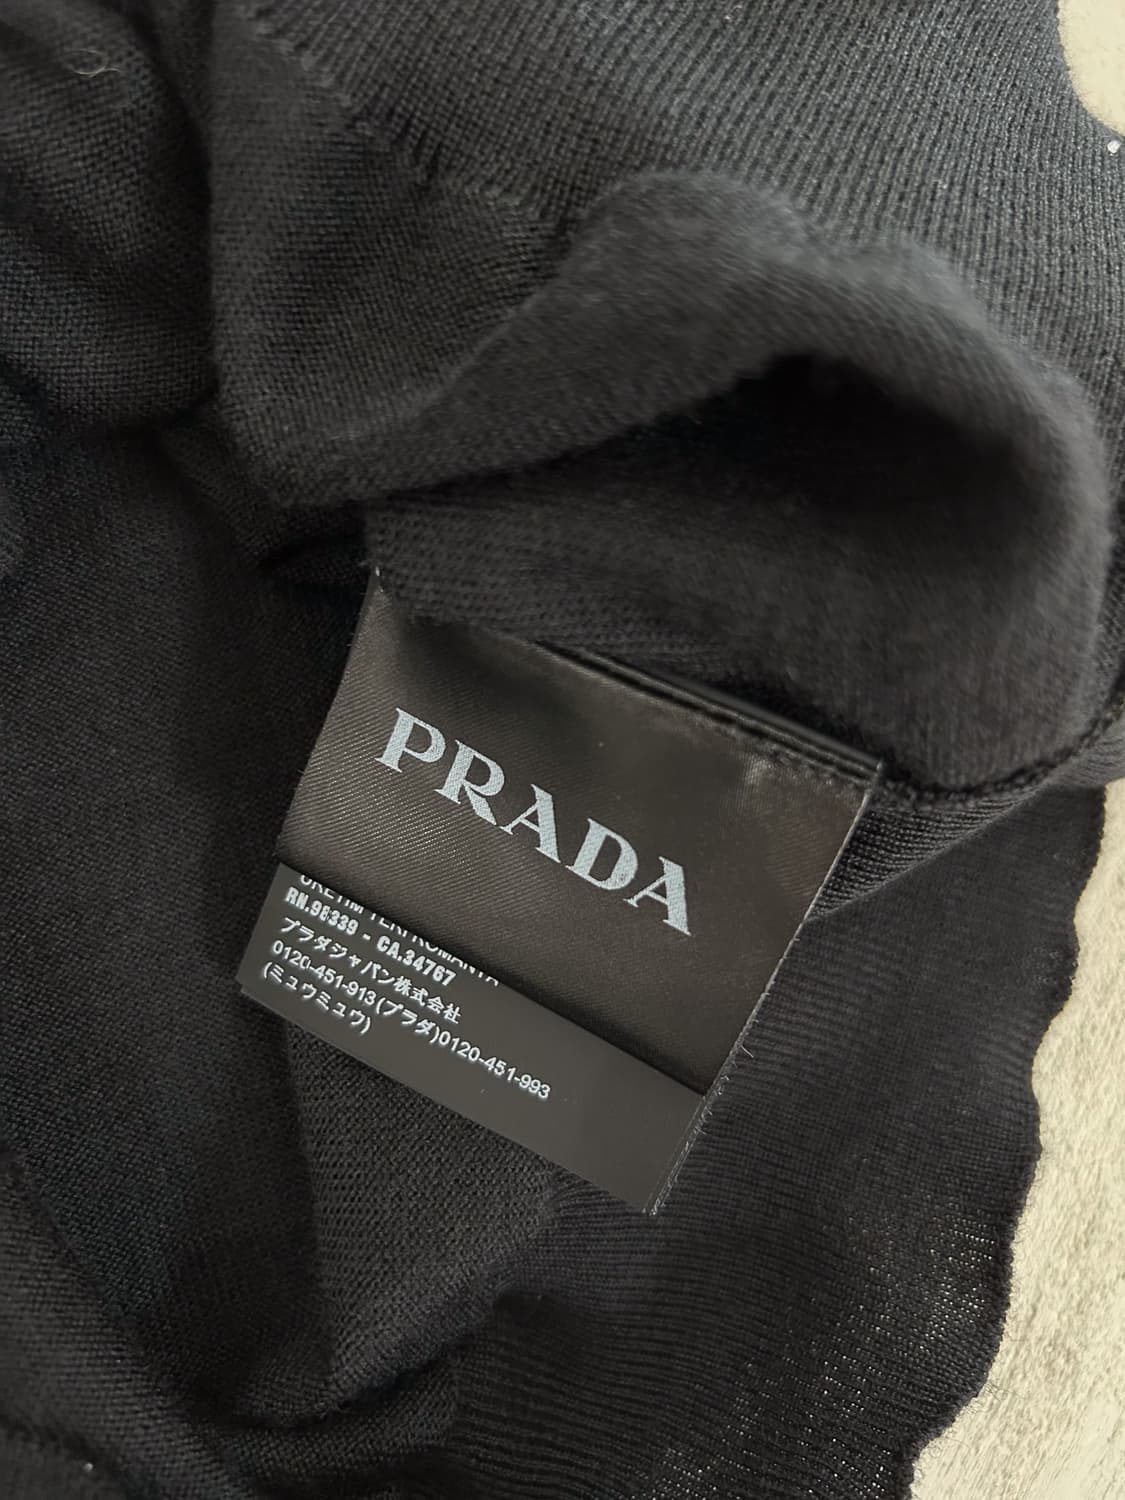 PRADA
RN.98339 - CA.34767
プラダジャパン株式会社
0120-451-913(プラダ)0120-451-993
(ミュウミュウ)